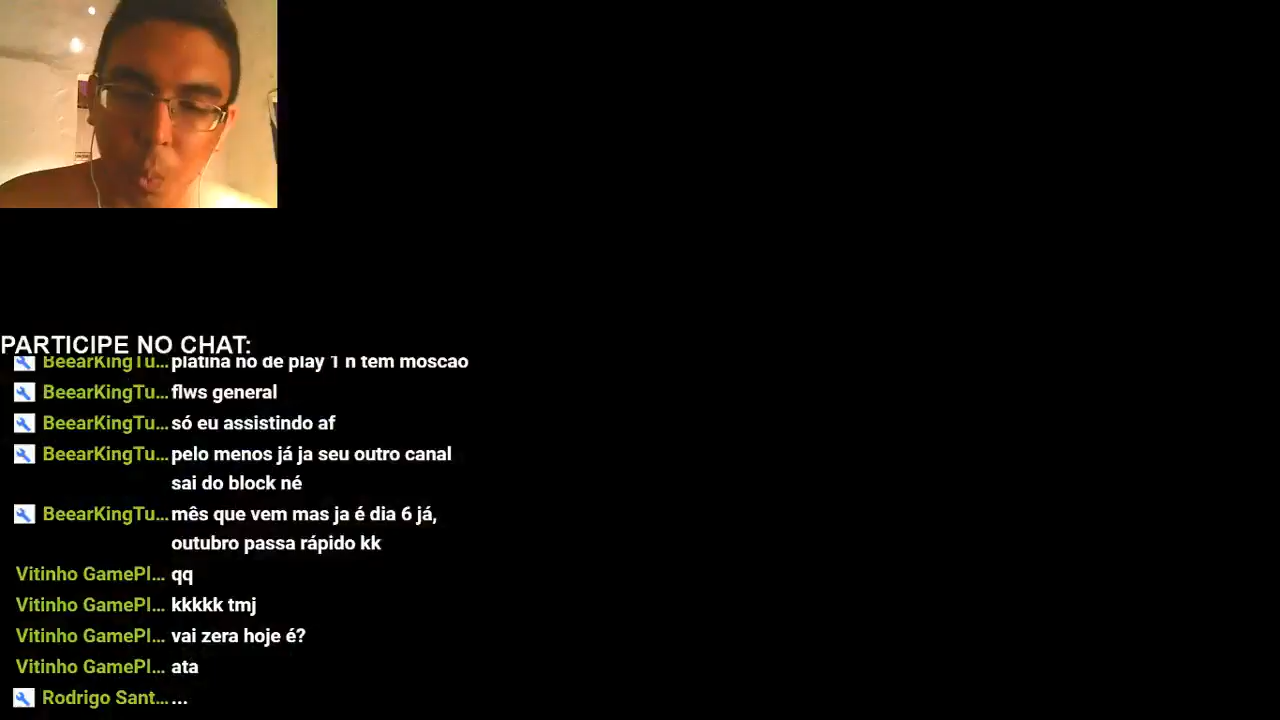 PARTICIPE NO CHAT:
BeearKingTu... platina no de play 1 n tem moscao
BeearKingTu... flws general
BeearKingTu... só eu assistindo af
BeearKingTu... pelo menos já ja seu outro canal
sai do block né
BeearKingTu... mês que vem mas ja é dia 6 já,
outubro passa rápido kk
Vitinho GamePl... qq
Vitinho GamePl... kkkkk tmj
Vitinho GamePl... vai zera hoje é?
Vitinho GamePl... ata
Rodrigo Sant... ...